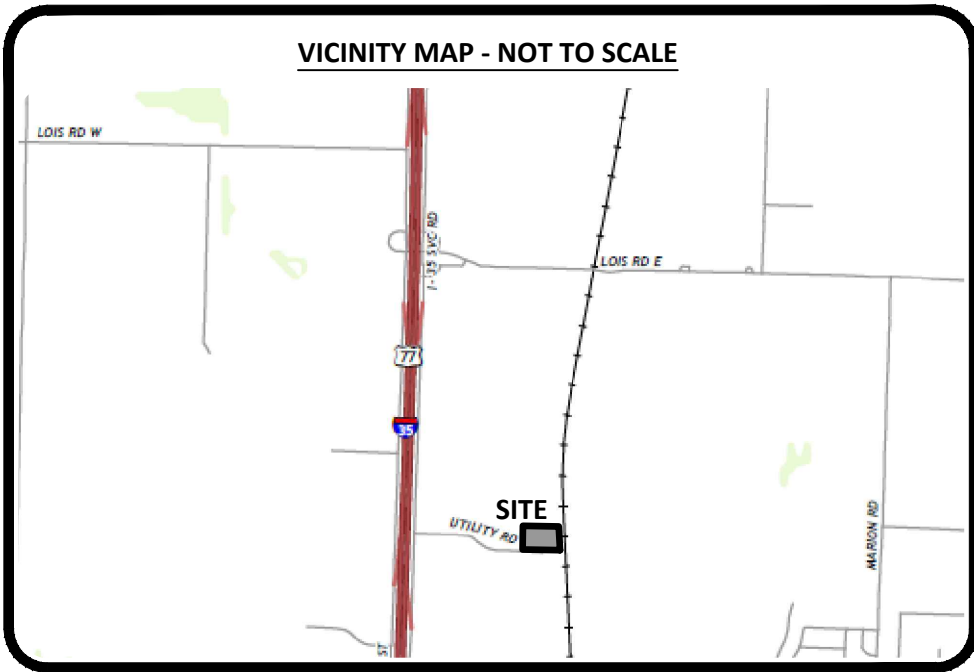 VICINITY MAP - NOT TO SCALE
LOIS RD W
I-35 SVC RD
LOIS RD E
77
35
SITE
UTILITY RD
MARION RD
ST